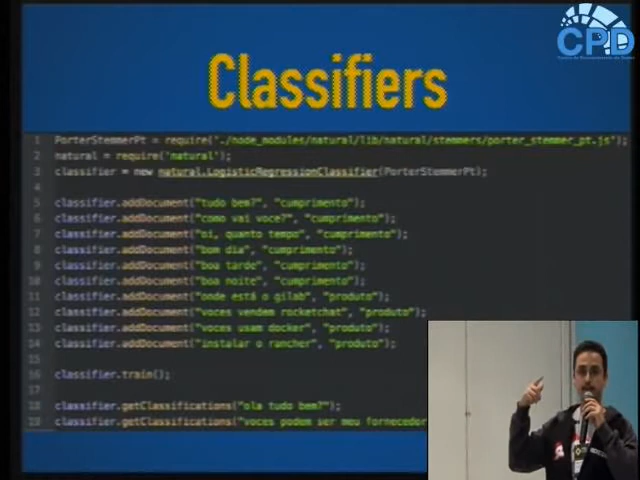 CPD
Classifiers
1 PorterStemmerPt = require('./node_modules/natural/lib/natural/stemmers/porter_stemmer_pt.js");
2 natural = require('natural');
3 classifier = new natural.LogisticRegressionClassifier(PorterStemmerPt);
4
5 classifier.addDocument("tudo bem?", "cumprimento");
6 classifier.addDocument("como vai voce?", "cumprimento");
7 classifier.addDocument("oi, quanto tempo", "cumprimento");
8 classifier.addDocument("bom dia", "cumprimento");
9 classifier.addDocument("boa tarde", "cumprimento");
10 classifier.addDocument("boa noite", "cumprimento");
11 classifier.addDocument("onde está o gilab", "produto");
12 classifier.addDocument("voces vendem rocketchat", "produto");
13 classifier.addDocument("voces usam docker", "produto");
14 classifier.addDocument("instalar o rancher", "produto");
15
16 classifier.train();
17
18 classifier.getClassifications("ola tudo bem?");
19 classifier.getClassifications("voces podem ser meu fornecedor